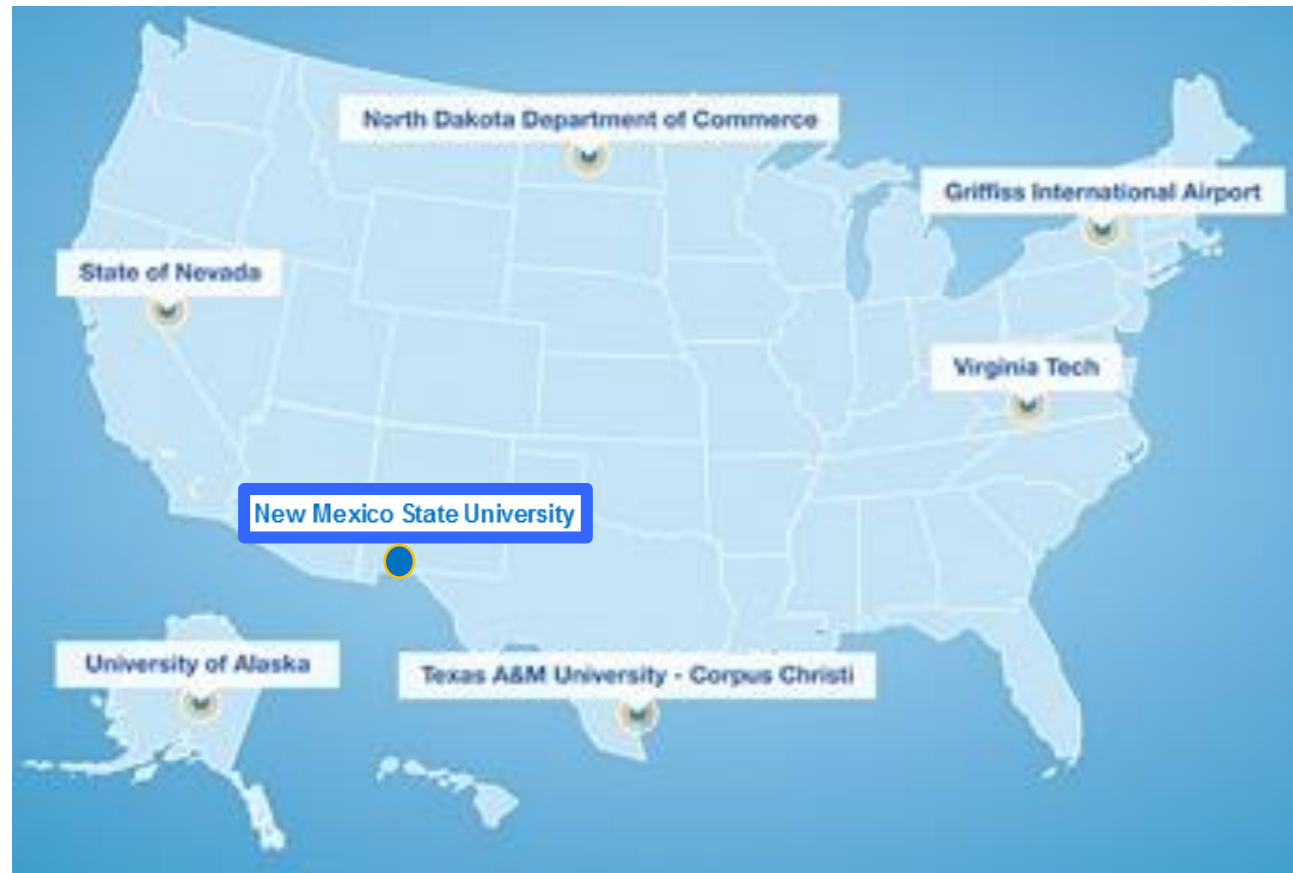 North Dakota Department of Commerce
Griffiss International Airport
State of Nevada
Virginia Tech
New Mexico State University
University of Alaska
Texas A&M University - Corpus Christi